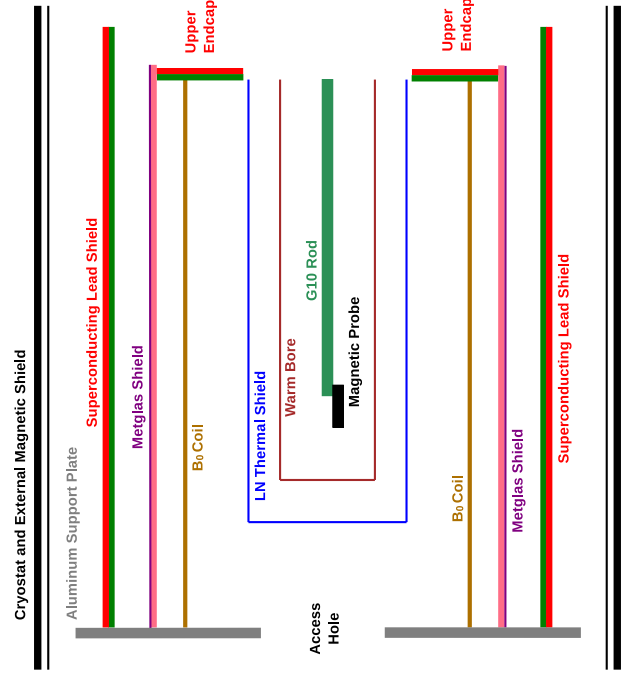 Upper
Endcap
Upper
Endcap
Superconducting Lead Shield
Metglas Shield
B₀ Coil
LN Thermal Shield
Warm Bore
G10 Rod
Magnetic Probe
B₀ Coil
Metglas Shield
Superconducting Lead Shield
Cryostat and External Magnetic Shield
Aluminum Support Plate
Access
Hole